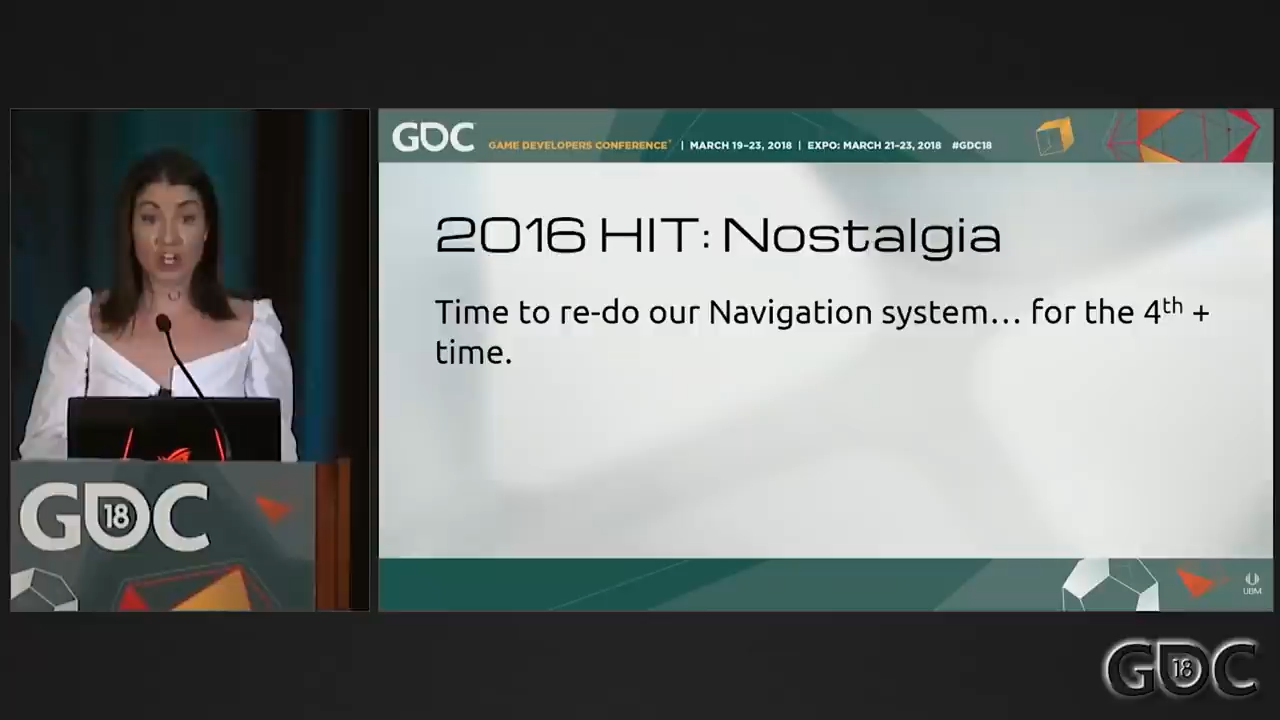 GDC
GAME DEVELOPERS CONFERENCE | MARCH 19–23, 2018 | EXPO: MARCH 21–23, 2018 #GDC18
2016 HIT: Nostalgia
Time to re-do our Navigation system... for the 4th +
time.
GDC
18
UBM
GDC
18